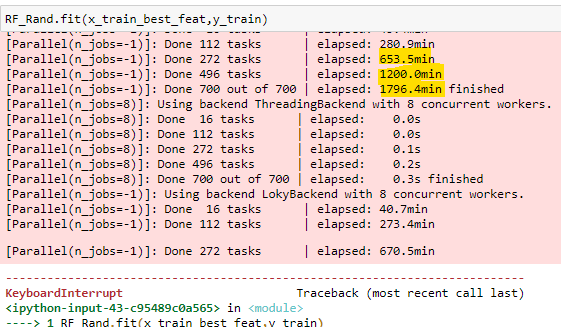 RF_Rand.fit(x_train_best_feat,y_train)
[Parallel(n_jobs=-1)]: Done 112 tasks | elapsed: 280.9min
[Parallel(n_jobs=-1)]: Done 272 tasks | elapsed: 653.5min
[Parallel(n_jobs=-1)]: Done 496 tasks | elapsed: 1200.0min
[Parallel(n_jobs=-1)]: Done 700 out of 700 | elapsed: 1796.4min finished
[Parallel(n_jobs=8)]: Using backend ThreadingBackend with 8 concurrent workers.
[Parallel(n_jobs=8)]: Done  16 tasks | elapsed: 0.0s
[Parallel(n_jobs=8)]: Done 112 tasks | elapsed: 0.0s
[Parallel(n_jobs=8)]: Done 272 tasks | elapsed: 0.1s
[Parallel(n_jobs=8)]: Done 496 tasks | elapsed: 0.2s
[Parallel(n_jobs=8)]: Done 700 out of 700 | elapsed: 0.3s finished
[Parallel(n_jobs=-1)]: Using backend LokyBackend with 8 concurrent workers.
[Parallel(n_jobs=-1)]: Done  16 tasks | elapsed: 40.7min
[Parallel(n_jobs=-1)]: Done 112 tasks | elapsed: 273.4min
[Parallel(n_jobs=-1)]: Done 272 tasks | elapsed: 670.5min
---------------------------------------------------------------------------
KeyboardInterrupt Traceback (most recent call last)
<ipython-input-43-c95489c0a565> in <module>
----> 1 RF_Rand.fit(x_train_best_feat,y_train)